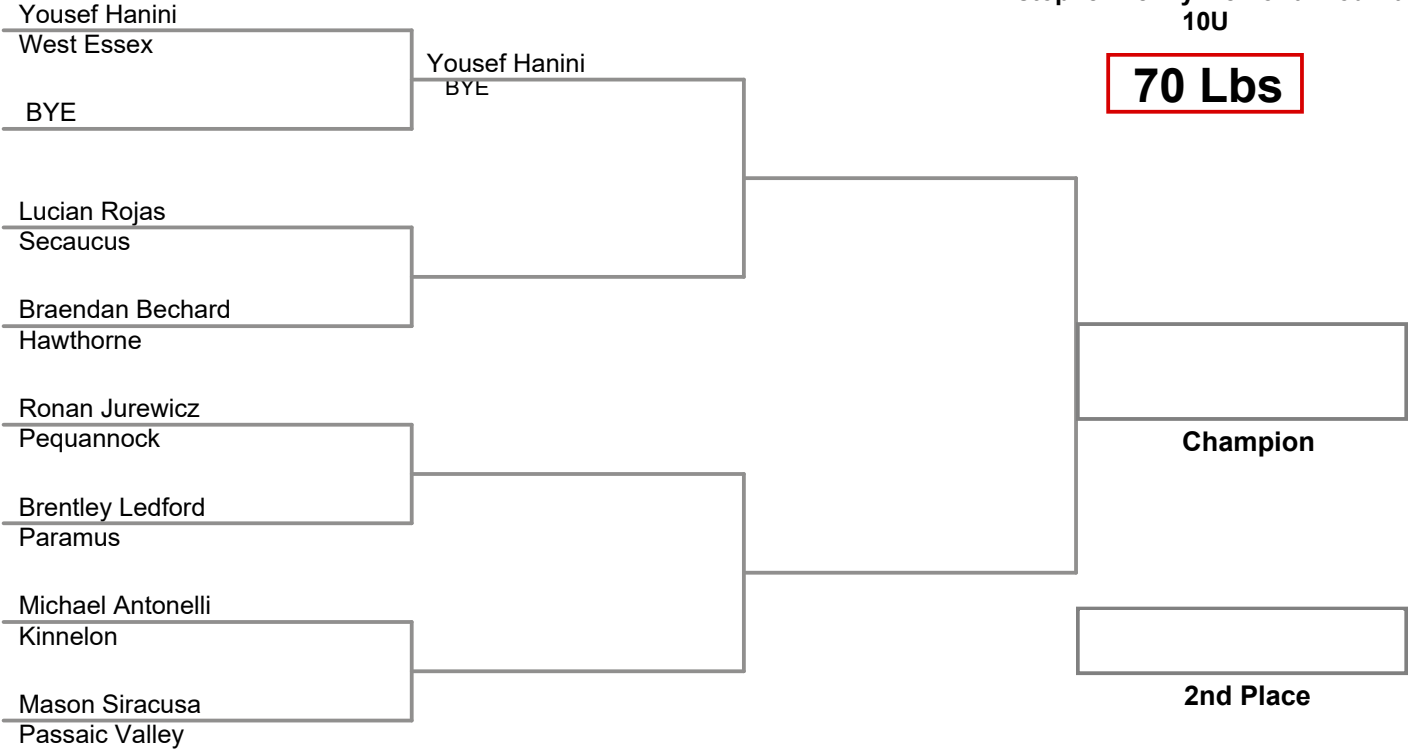 Yousef Hanini
West Essex
BYE
Lucian Rojas
Secaucus
Braendan Bechard
Hawthorne
Ronan Jurewicz
Pequannock
Brentley Ledford
Paramus
Michael Antonelli
Kinnelon
Mason Siracusa
Passaic Valley
Yousef Hanini
BYE
10U
70 Lbs
Champion
2nd Place